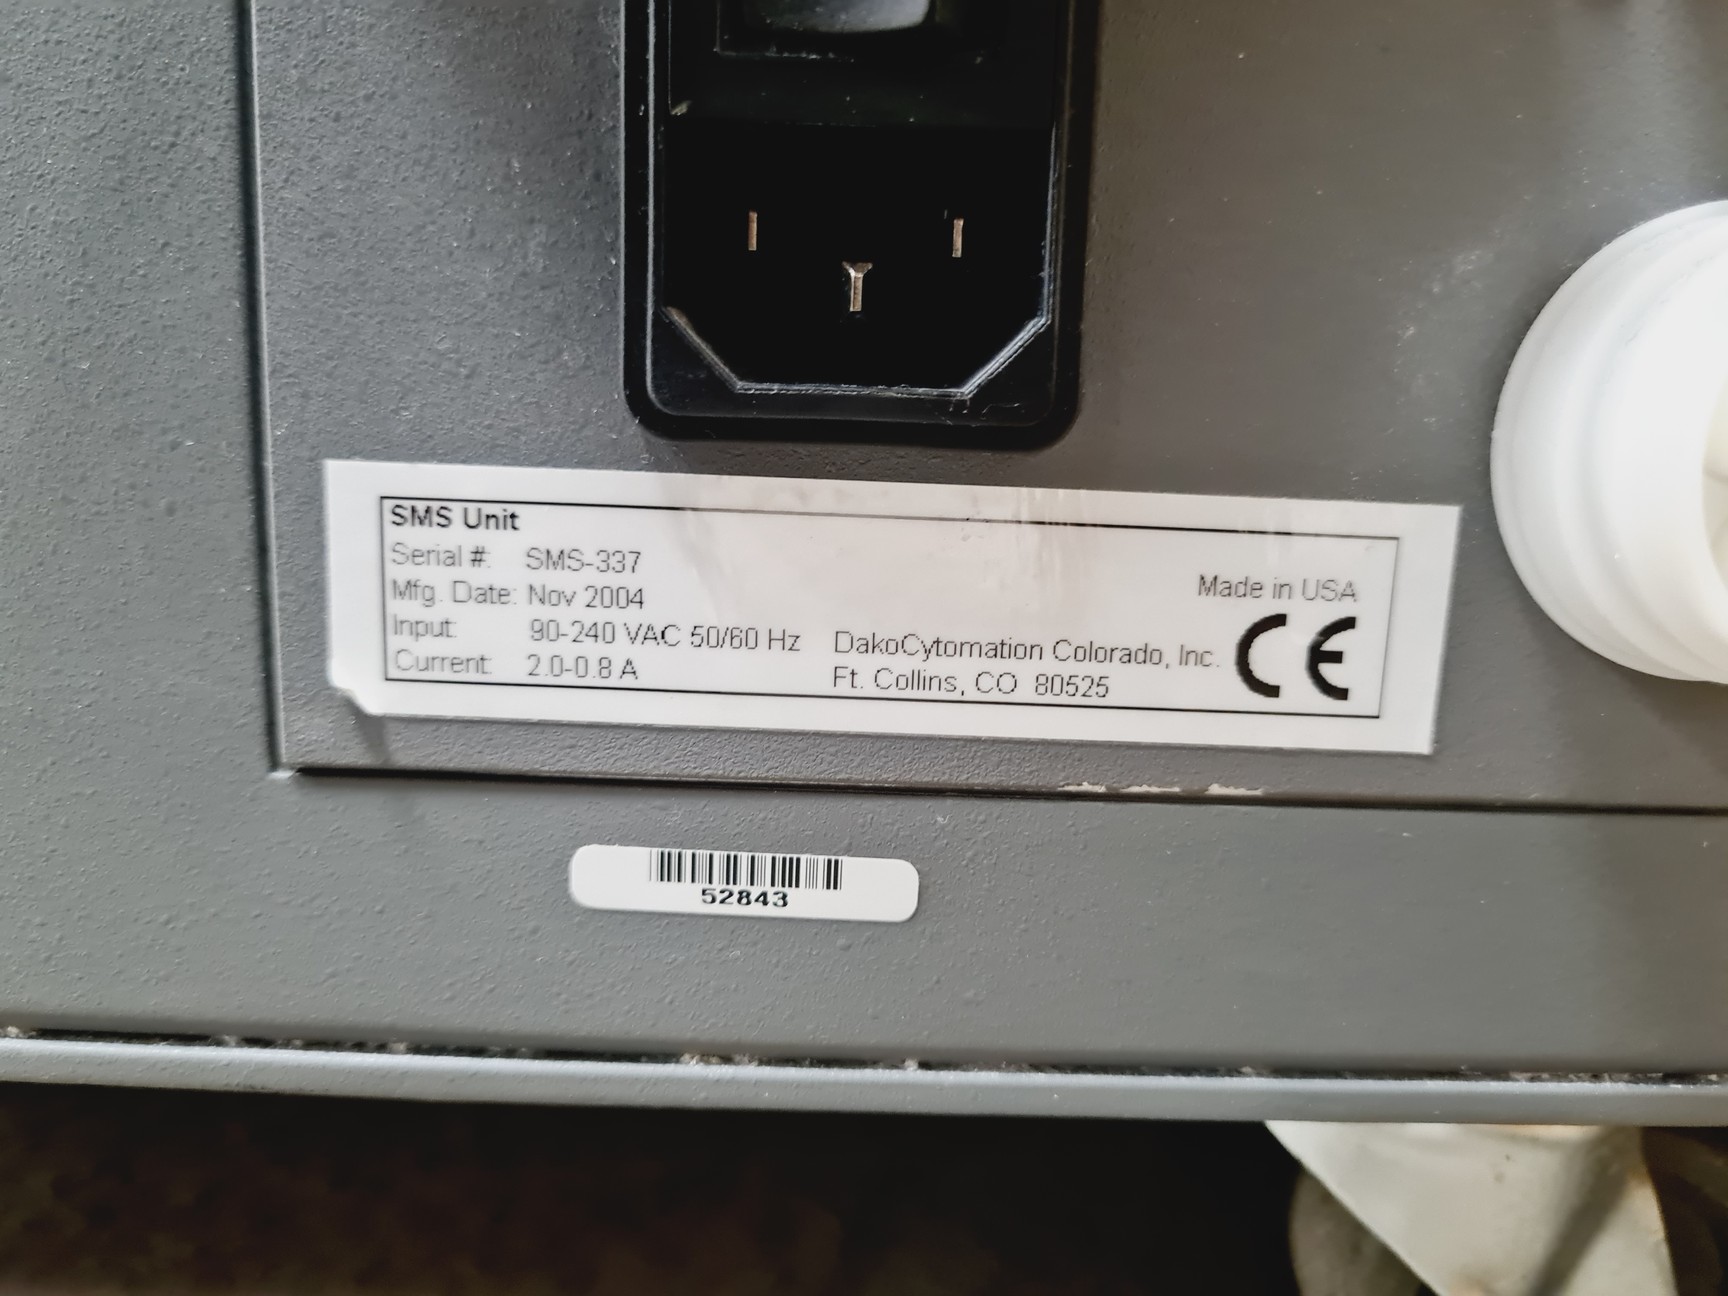 SMS Unit
Serial #: SMS-337
Mfg. Date: Nov 2004
Input: 90-240 VAC 50/60 Hz
Current: 2.0-0.8 A
Made in USA
DakoCytomation Colorado, Inc.
Ft. Collins, CO 80525
CE
52843